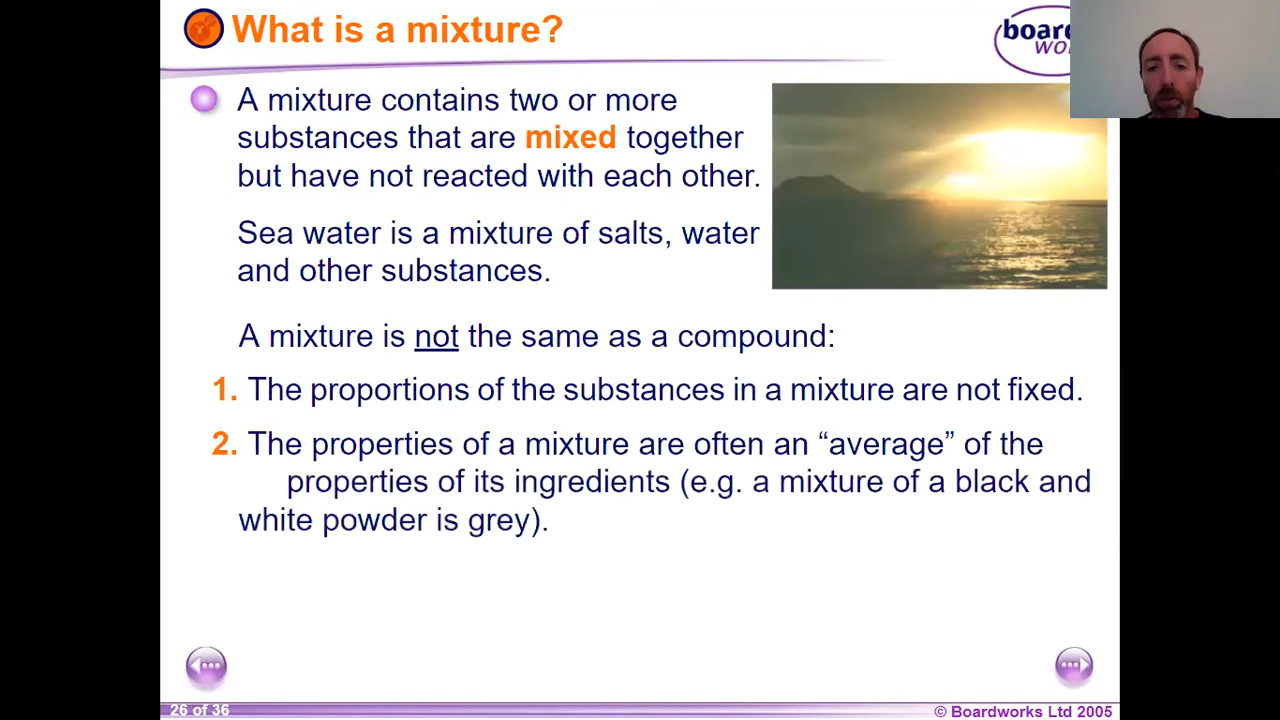 What is a mixture?
boar
wo
A mixture contains two or more
substances that are mixed together
but have not reacted with each other.
Sea water is a mixture of salts, water
and other substances.
A mixture is not the same as a compound:
1. The proportions of the substances in a mixture are not fixed.
2. The properties of a mixture are often an “average” of the
properties of its ingredients (e.g. a mixture of a black and
white powder is grey).
26 of 36
© Boardworks Ltd 2005